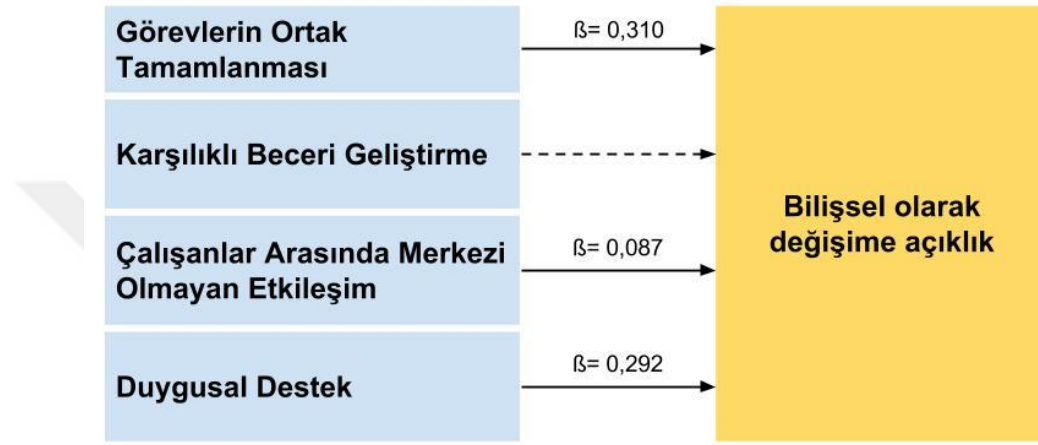 Görevlerin Ortak
Tamamlanması
ß= 0,310
Karşılıklı Beceri Geliştirme
Çalışanlar Arasında Merkezi
Olmayan Etkileşim
ß= 0,087
Duygusal Destek
ß= 0,292
Bilişsel olarak
değişime açıklık